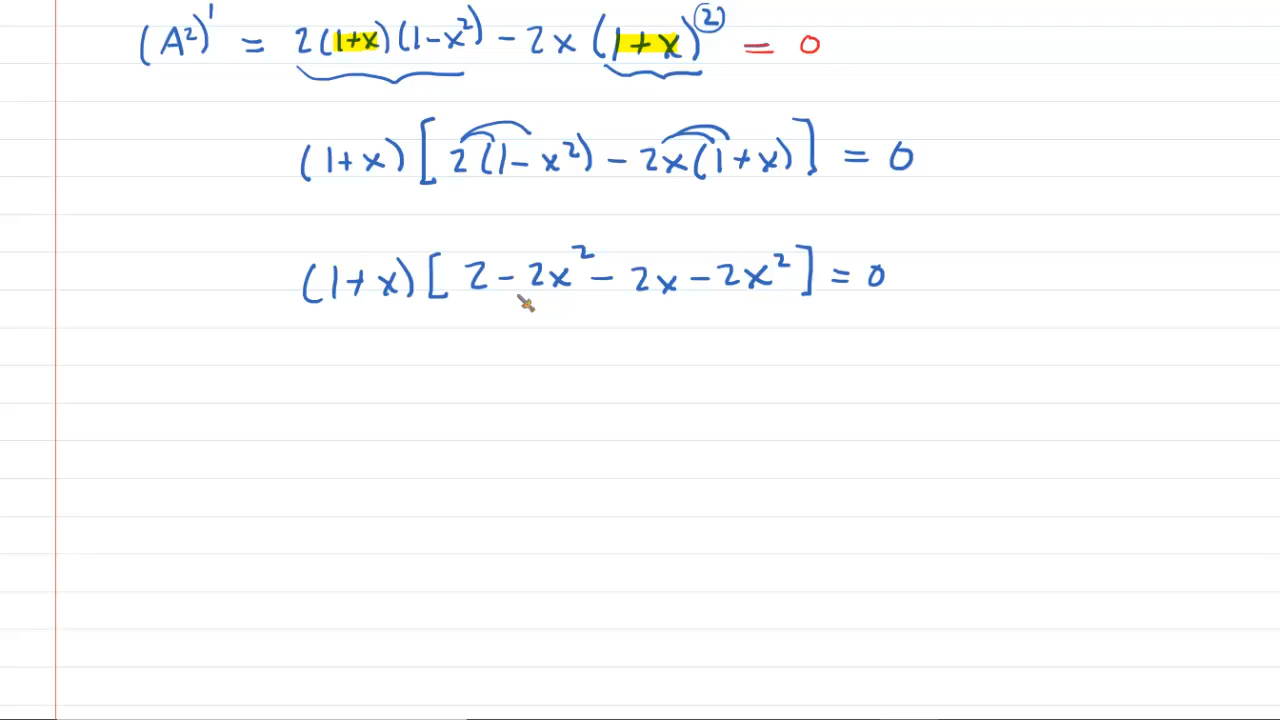 (A²)' = 2(1+x)(1-x²) - 2x(1+x)² = 0
(1+x)[2(1-x²) - 2x(1+x)] = 0
(1+x)[2 - 2x² - 2x - 2x²] = 0